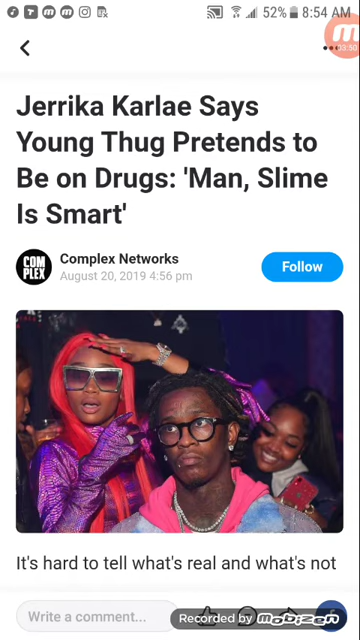 52% 8:54 AM
03:50
Jerrika Karlae Says
Young Thug Pretends to
Be on Drugs: 'Man, Slime
Is Smart'
COM
PLEX
Complex Networks
August 20, 2019 4:56 pm
Follow
It's hard to tell what's real and what's not
Write a comment...
Recorded by MOBIZEN